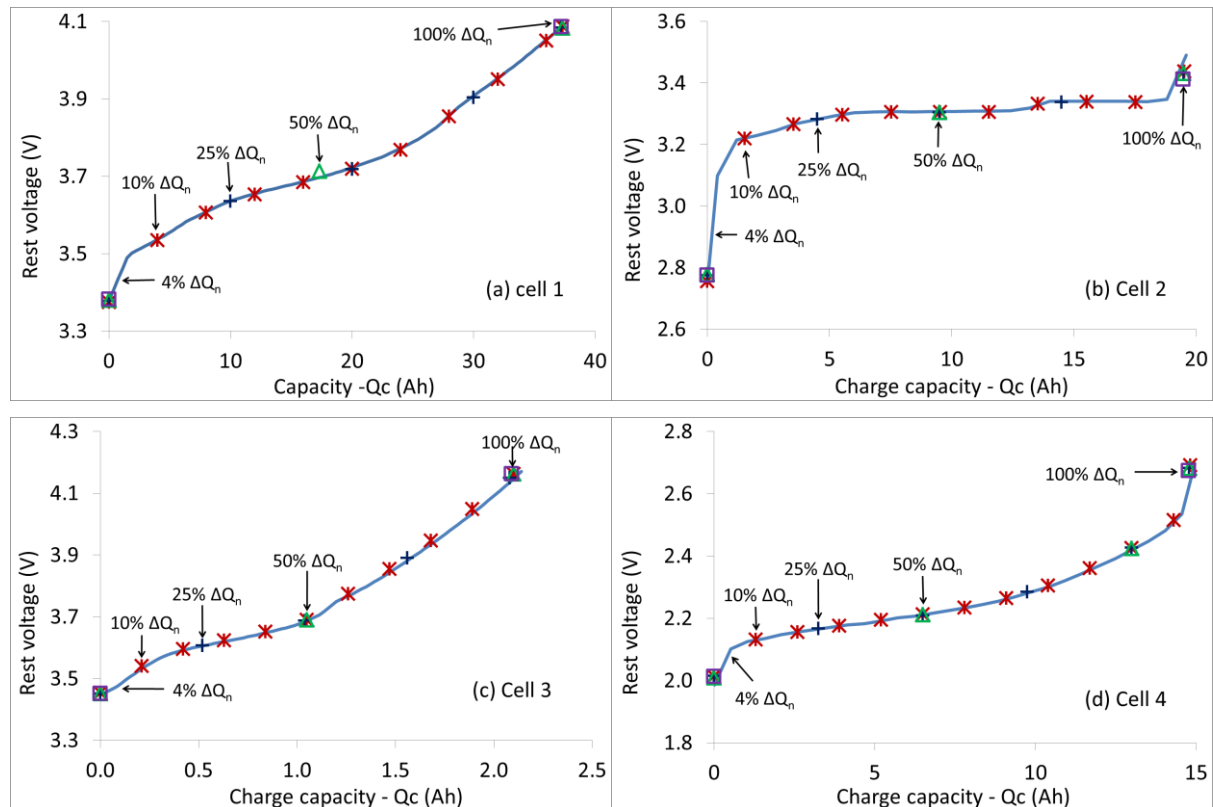 4.1
3.9
3.7
3.5
3.3
Rest voltage (V)
100% ΔQn
50% ΔQn
25% ΔQn
10% ΔQn
4% ΔQn
(a) cell 1
0 10 20 30 40
Capacity -Qc (Ah)
3.6
3.4
3.2
3.0
2.8
2.6
Rest voltage (V)
100% ΔQn
50% ΔQn
25% ΔQn
10% ΔQn
4% ΔQn
(b) Cell 2
0 5 10 15 20
Charge capacity - Qc (Ah)
4.3
4.1
3.9
3.7
3.5
3.3
Rest voltage (V)
100% ΔQn
50% ΔQn
25% ΔQn
10% ΔQn
4% ΔQn
(c) Cell 3
0.0 0.5 1.0 1.5 2.0 2.5
Charge capacity - Qc (Ah)
2.8
2.6
2.4
2.2
2.0
1.8
Rest voltage (V)
100% ΔQn
50% ΔQn
25% ΔQn
10% ΔQn
4% ΔQn
(d) Cell 4
0 5 10 15
Charge capacity - Qc (Ah)